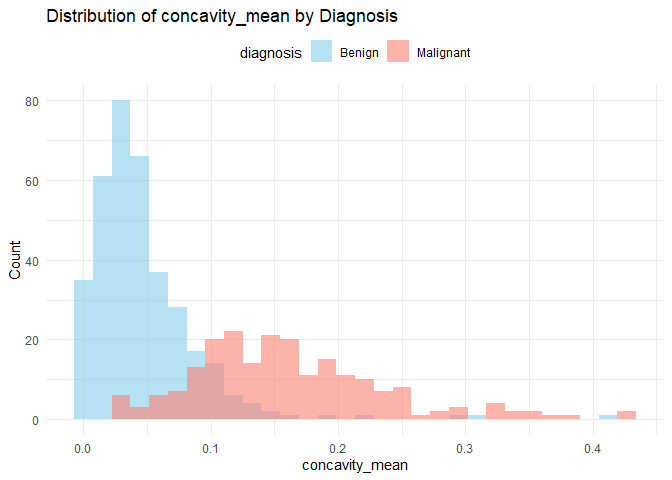 Distribution of concavity_mean by Diagnosis
diagnosis Benign Malignant
80
60
40
20
0
Count
0.0 0.1 0.2 0.3 0.4
concavity_mean